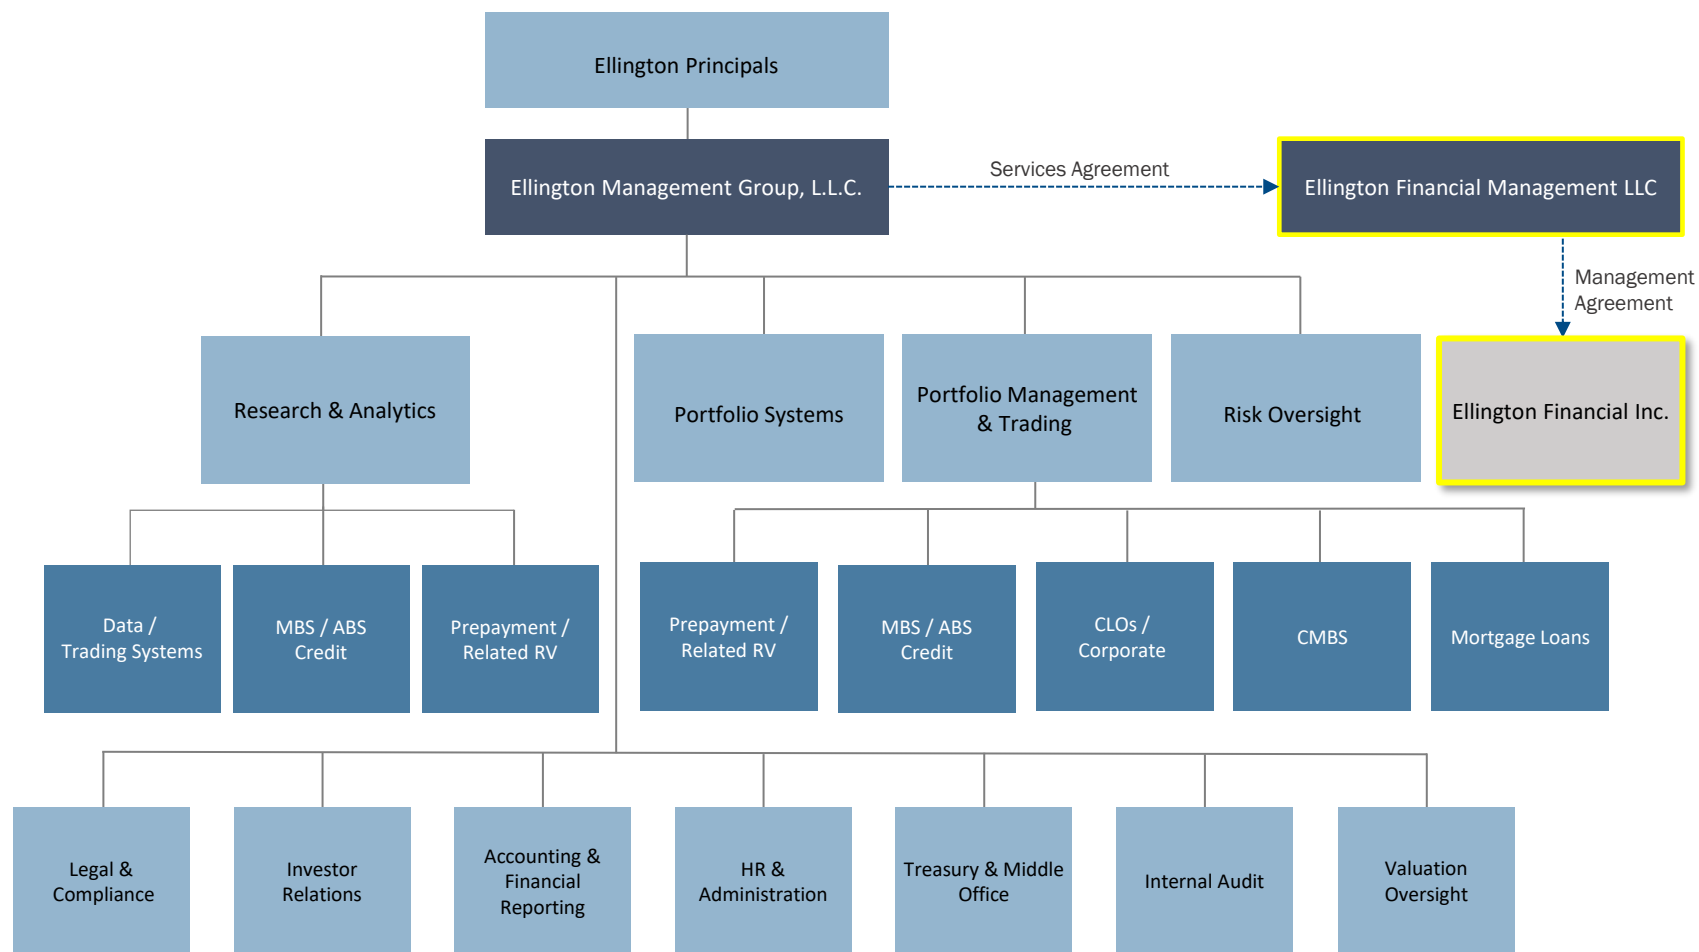 Ellington Principals
Ellington Management Group, L.L.C.
Services Agreement
Ellington Financial Management LLC
Management
Agreement
Research & Analytics
Portfolio Systems
Portfolio Management
& Trading
Risk Oversight
Ellington Financial Inc.
Data /
Trading Systems
MBS / ABS
Credit
Prepayment /
Related RV
Prepayment /
Related RV
MBS / ABS
Credit
CLOs /
Corporate
CMBS
Mortgage Loans
Legal &
Compliance
Investor
Relations
Accounting &
Financial
Reporting
HR &
Administration
Treasury & Middle
Office
Internal Audit
Valuation
Oversight